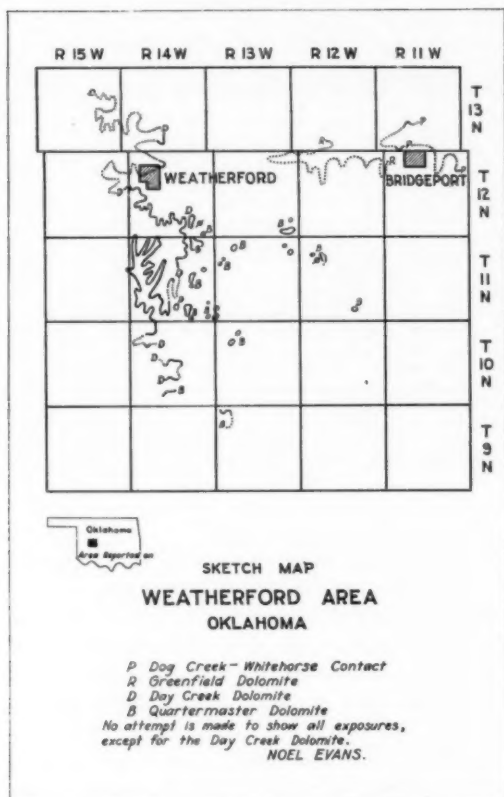 R 15 W R 14 W R 13 W R 12 W R 11 W
T 13 N
WEATHERFORD
BRIDGEPORT
T 12 N
T 11 N
T 10 N
T 9 N
Oklahoma
Area Reported on
SKETCH MAP
WEATHERFORD AREA
OKLAHOMA
P Dog Creek - Whitehorse Contact
R Greenfield Dolomite
D Day Creek Dolomite
B Quartermaster Dolomite
No attempt is made to show all exposures,
except for the Day Creek Dolomite.
NOEL EVANS.